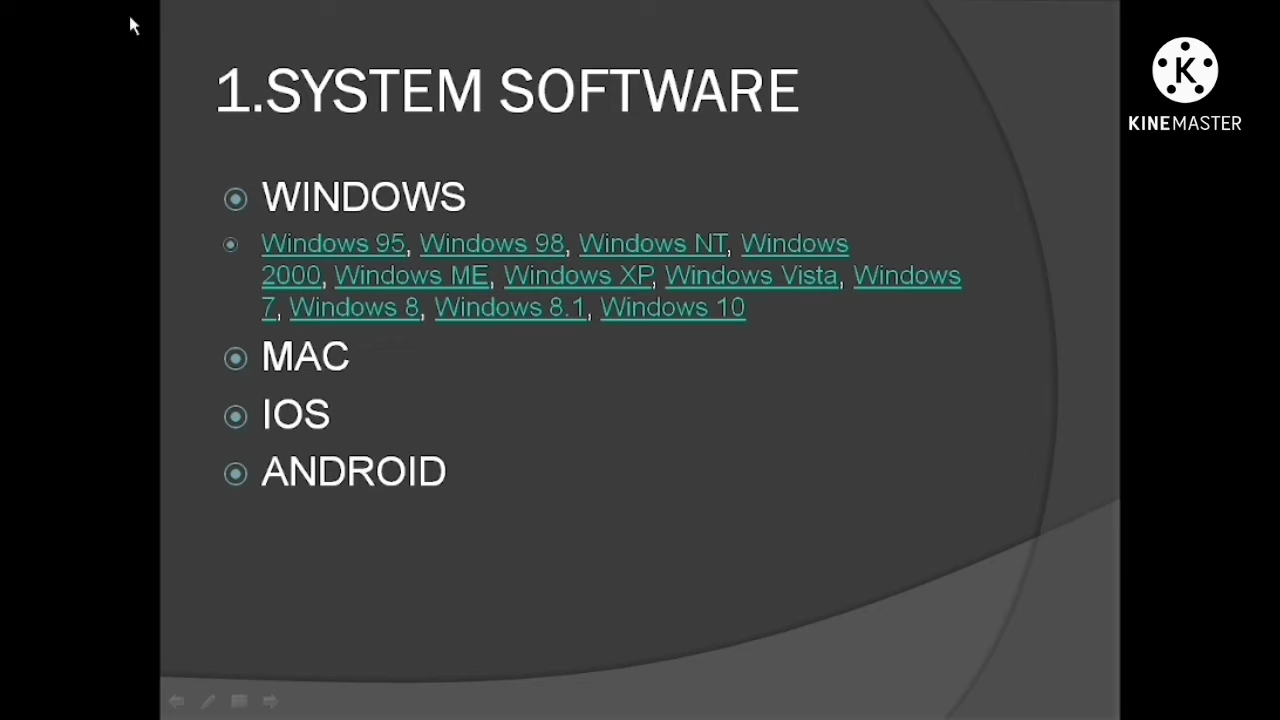 1.SYSTEM SOFTWARE
K
KINEMASTER
WINDOWS
Windows 95, Windows 98, Windows NT, Windows
2000, Windows ME, Windows XP, Windows Vista, Windows
7, Windows 8, Windows 8.1, Windows 10
MAC
IOS
ANDROID